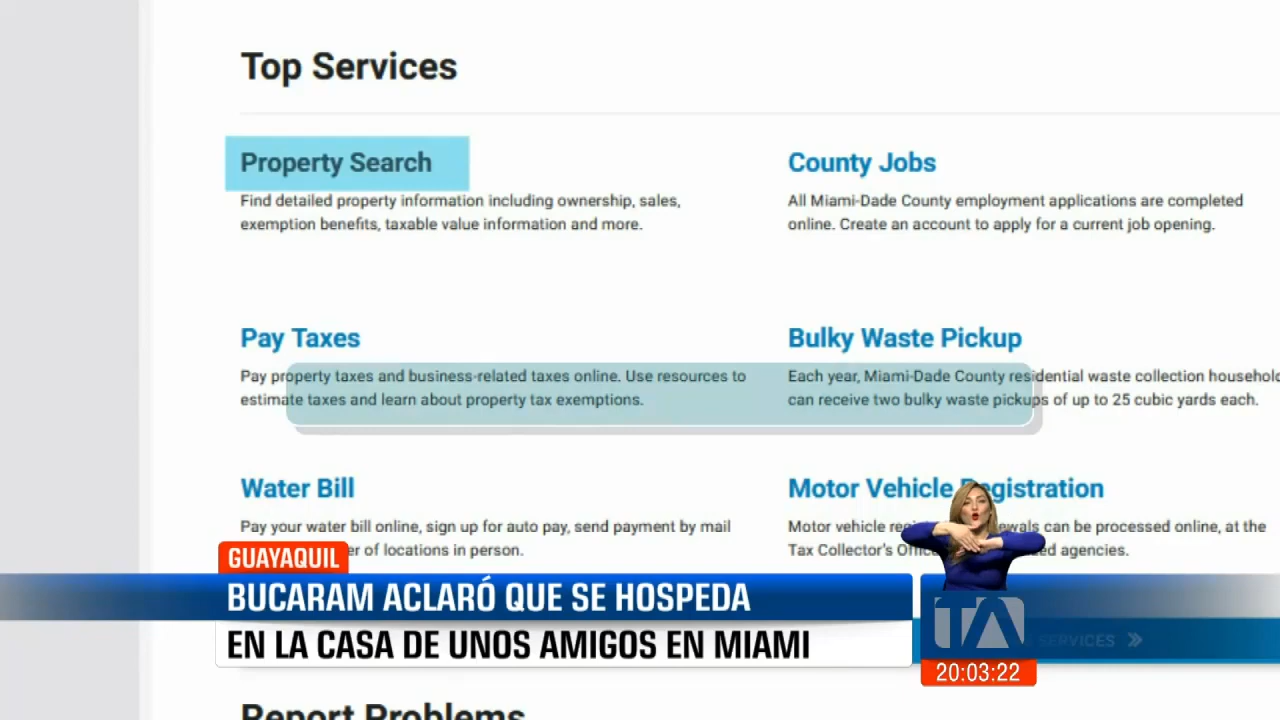 Top Services
Property Search
Find detailed property information including ownership, sales,
exemption benefits, taxable value information and more.
County Jobs
All Miami-Dade County employment applications are completed
online. Create an account to apply for a current job opening.
Pay Taxes
Pay property taxes and business-related taxes online. Use resources to
estimate taxes and learn about property tax exemptions.
Bulky Waste Pickup
Each year, Miami-Dade County residential waste collection
can receive two bulky waste pickups of up to 25 cubic yards each.
Water Bill
Pay your water bill online, sign up for auto pay, send payment by mail
of locations in person.
Motor Vehicle Registration
Motor vehicle can be processed online, at the
Tax Collector's agencies.
GUAYAQUIL
BUCARAM ACLARÓ QUE SE HOSPEDA
EN LA CASA DE UNOS AMIGOS EN MIAMI
TA
SERVICES
20:03:22
Report Problems